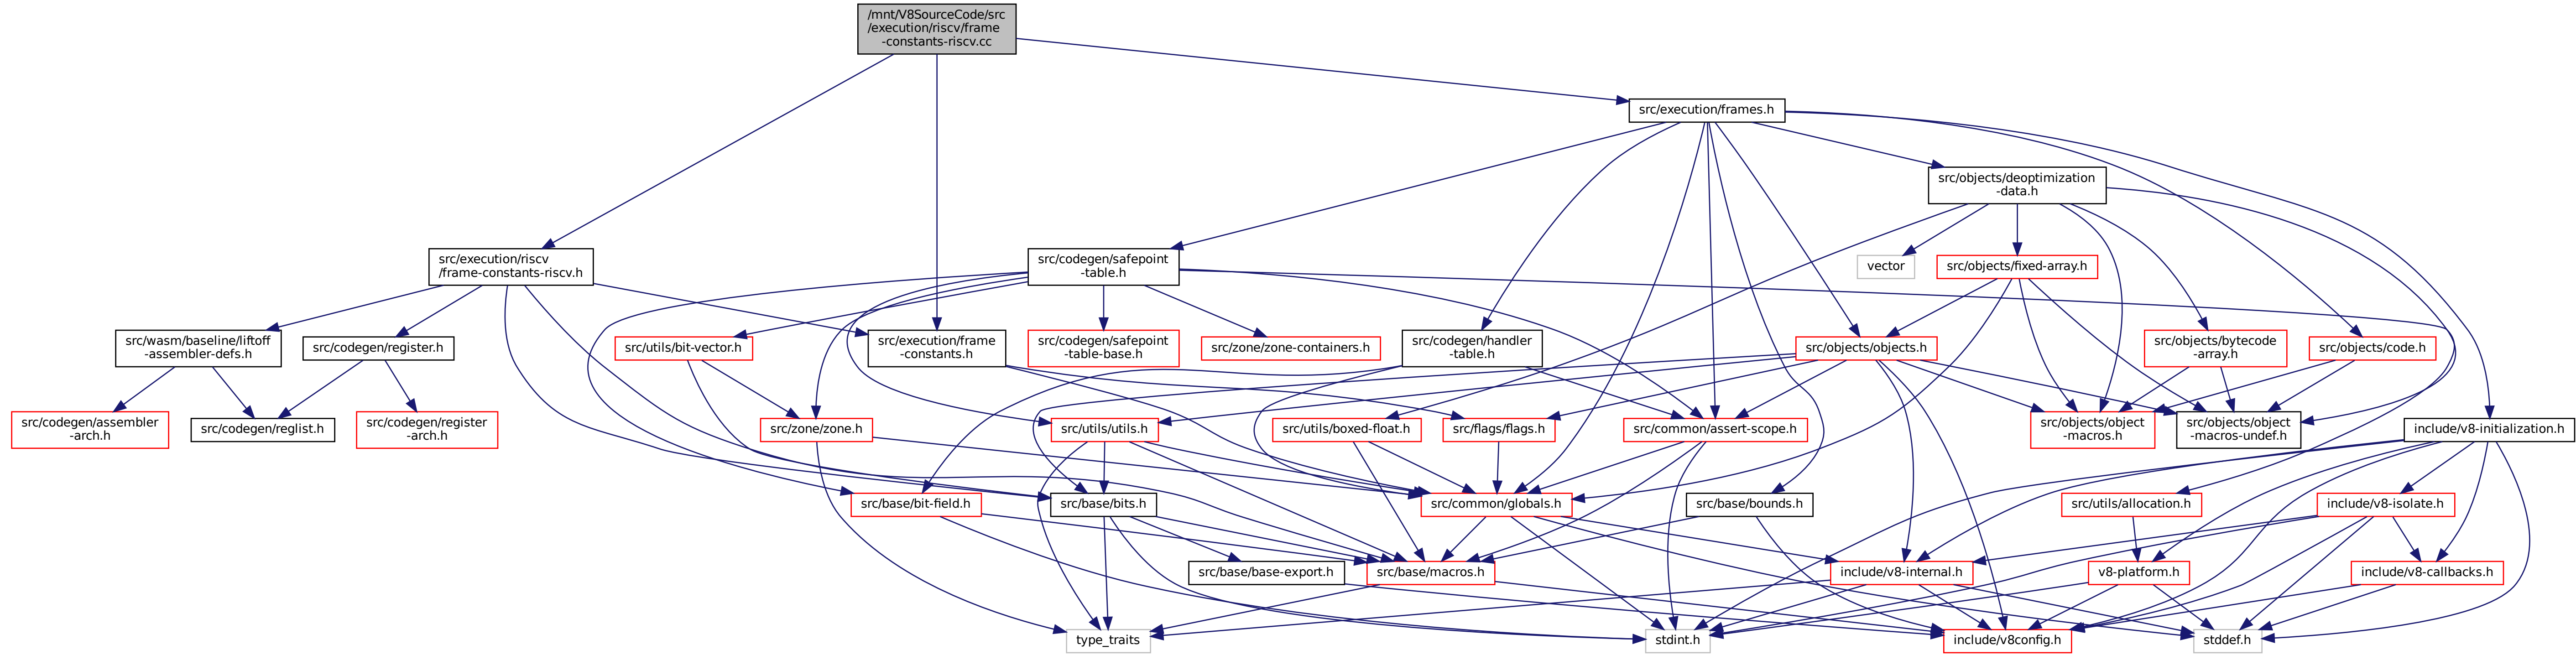 /mnt/V8SourceCode/src
/execution/riscv/frame
-constants-riscv.cc
src/execution/frames.h
src/objects/deoptimization
-data.h
src/execution/riscv
/frame-constants-riscv.h
src/codegen/safepoint
-table.h
vector
src/objects/fixed-array.h
src/wasm/baseline/liftoff
-assembler-defs.h
src/codegen/register.h
src/utils/bit-vector.h
src/execution/frame
-constants.h
src/codegen/safepoint
-table-base.h
src/zone/zone-containers.h
src/codegen/handler
-table.h
src/objects/objects.h
src/objects/bytecode
-array.h
src/objects/code.h
src/codegen/assembler
-arch.h
src/codegen/reglist.h
src/codegen/register
-arch.h
src/zone/zone.h
src/utils/utils.h
src/utils/boxed-float.h
src/flags/flags.h
src/common/assert-scope.h
src/objects/object
-macros.h
src/objects/object
-macros-undef.h
include/v8-initialization.h
src/base/bit-field.h
src/base/bits.h
src/common/globals.h
src/base/bounds.h
src/utils/allocation.h
include/v8-isolate.h
src/base/base-export.h
src/base/macros.h
include/v8-internal.h
v8-platform.h
include/v8-callbacks.h
type_traits
stdint.h
include/v8config.h
stddef.h